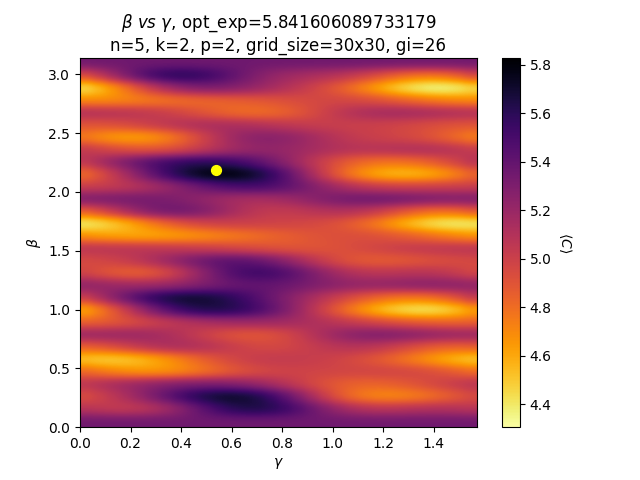 β vs γ, opt_exp=5.841606089733179
n=5, k=2, p=2, grid_size=30x30, gi=26
3.0
2.5
2.0
1.5
1.0
0.5
0.0
β
0.0 0.2 0.4 0.6 0.8 1.0 1.2 1.4
γ
5.8
5.6
5.4
5.2
5.0
4.8
4.6
4.4
⟨C⟩